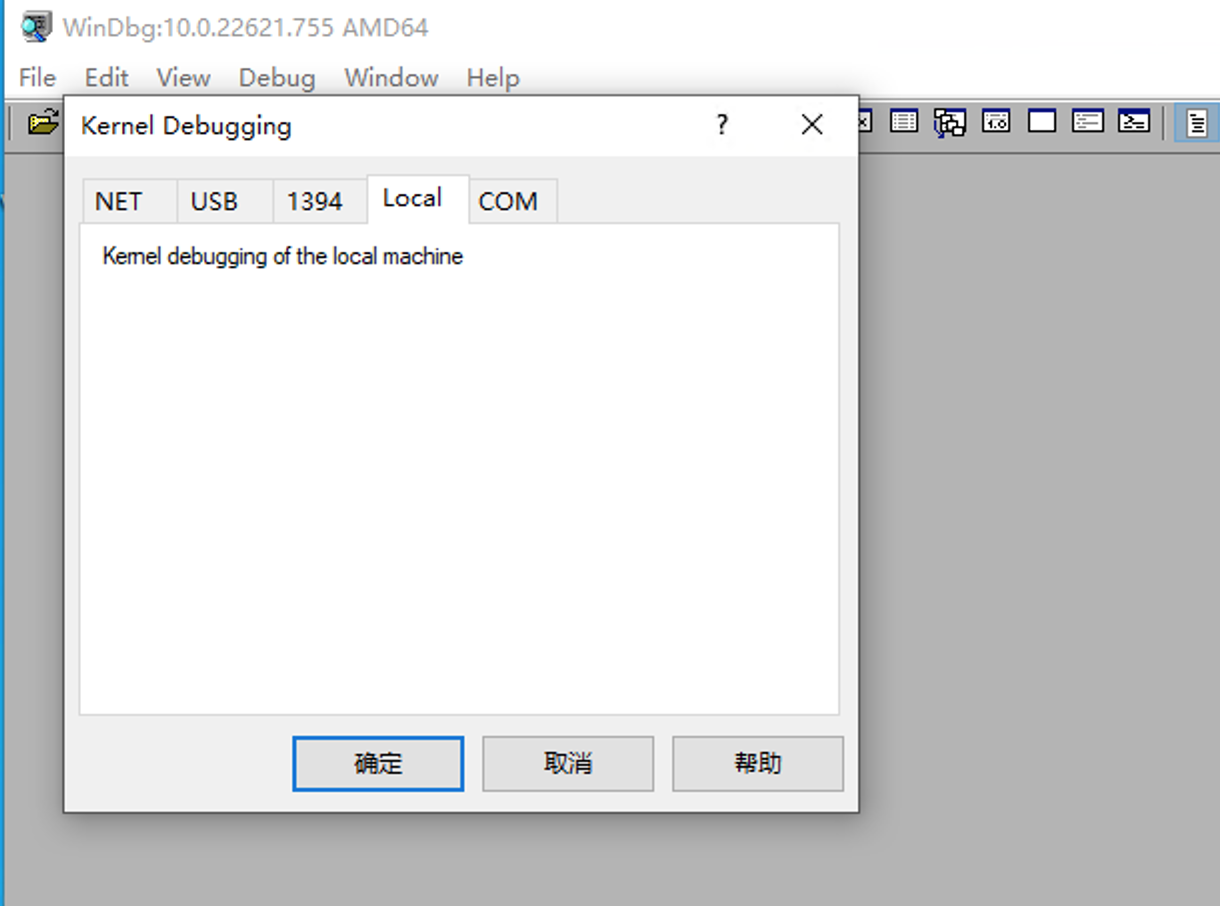 WinDbg:10.0.22621.755 AMD64
File Edit View Debug Window Help
Kernel Debugging
NET USB 1394 Local COM
Kernel debugging of the local machine
确定 取消 帮助